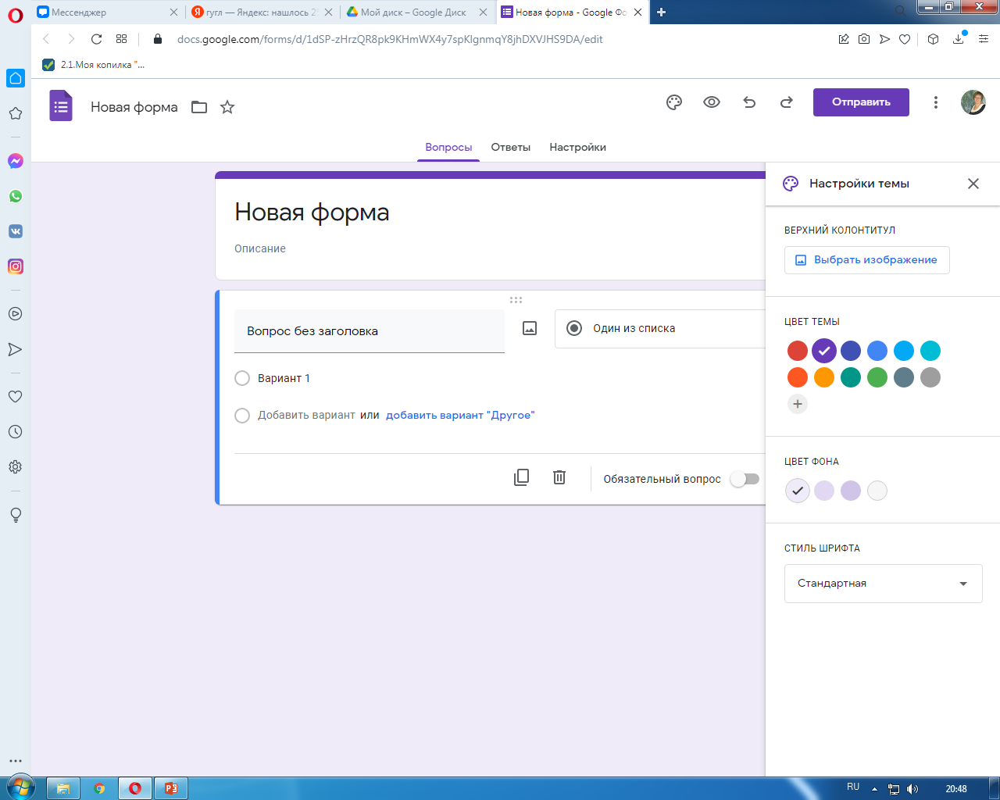 Мессенджер
гугл — Яндекс: нашлось 2
Мой диск – Google Диск
Новая форма - Google Фо
docs.google.com/forms/d/1dSP-zHrzQR8pk9KHmWX4y7spKIgnmqY8jhDXVJHS9DA/edit
2.1.Моя копилка "...
Новая форма
Отправить
Вопросы Ответы Настройки
Настройки темы
Новая форма
Описание
ВЕРХНИЙ КОЛОНТИТУЛ
Выбрать изображение
Вопрос без заголовка
Один из списка
Вариант 1
Добавить вариант или добавить вариант "Другое"
Обязательный вопрос
ЦВЕТ ТЕМЫ
ЦВЕТ ФОНА
СТИЛЬ ШРИФТА
Стандартная
RU
20:48